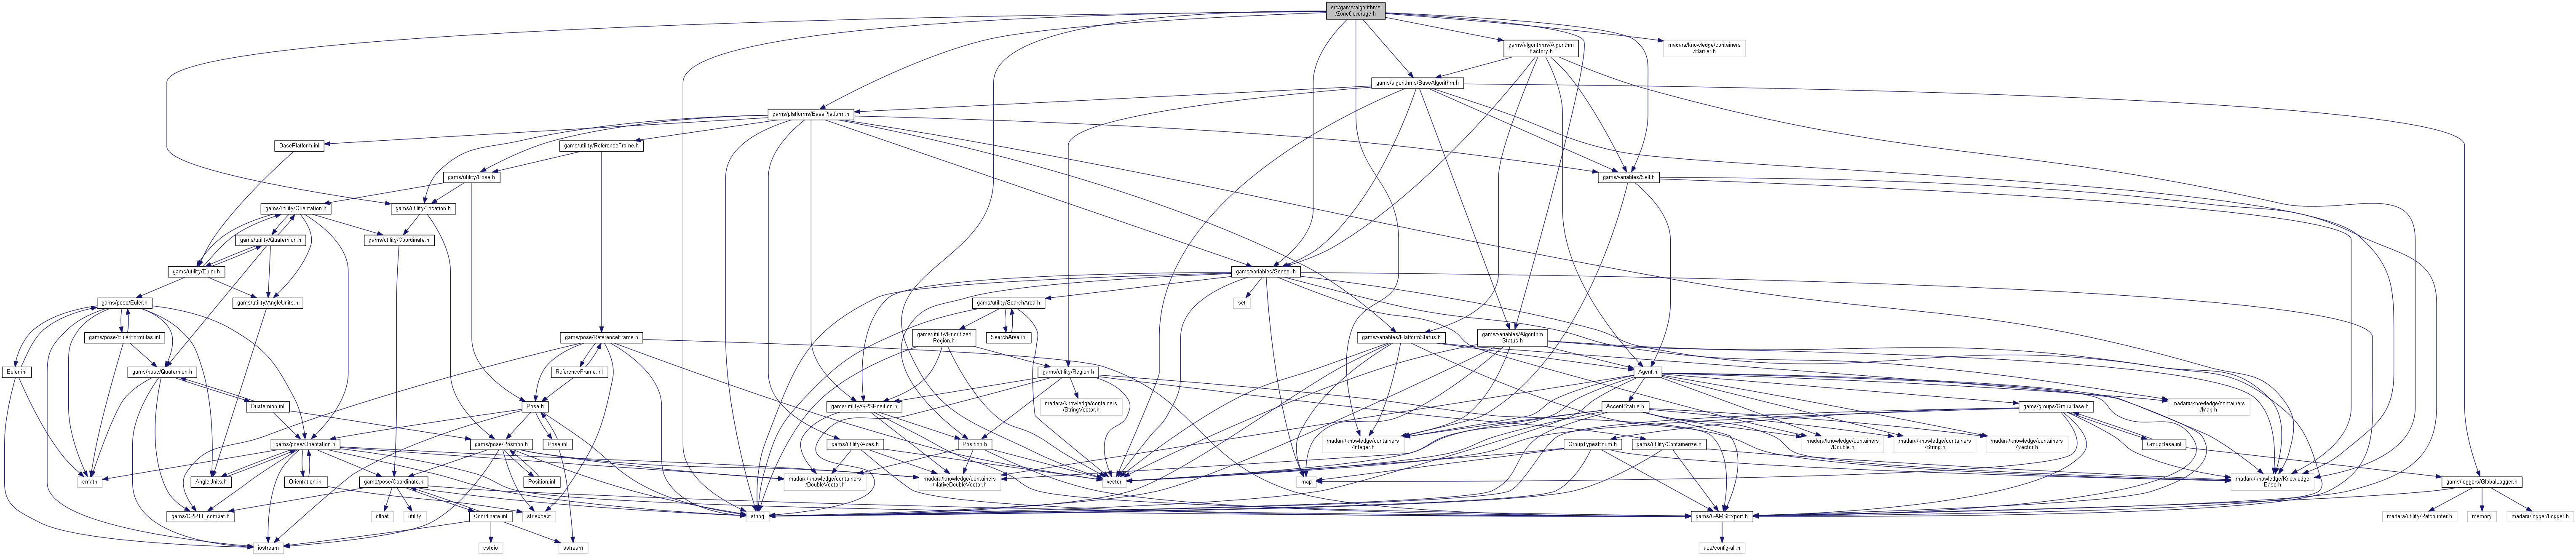 src/gams/algorithms
/ZoneCoverage.h
gams/algorithms/Algorithm
Factory.h
madara/knowledge/containers
/Barrier.h
gams/algorithms/BaseAlgorithm.h
gams/platforms/BasePlatform.h
BasePlatform.inl
gams/utility/ReferenceFrame.h
gams/utility/Pose.h
gams/variables/Self.h
gams/utility/Orientation.h
gams/utility/Location.h
gams/utility/Quaternion.h
gams/utility/Coordinate.h
gams/utility/Euler.h
gams/variables/Sensor.h
gams/pose/Euler.h
gams/utility/AngleUnits.h
gams/utility/SearchArea.h
set
gams/pose/EulerFormulas.inl
gams/pose/ReferenceFrame.h
gams/utility/Prioritized
Region.h
SearchArea.inl
gams/variables/PlatformStatus.h
gams/variables/Algorithm
Status.h
Euler.inl
gams/pose/Quaternion.h
ReferenceFrame.inl
gams/utility/Region.h
Agent.h
Quaternion.inl
Pose.h
gams/utility/GPSPosition.h
madara/knowledge/containers
/StringVector.h
AccentStatus.h
gams/groups/GroupBase.h
madara/knowledge/containers
/Map.h
gams/pose/Orientation.h
gams/pose/Position.h
Pose.inl
gams/utility/Axes.h
Position.h
madara/knowledge/containers
/Integer.h
GroupTypesEnum.h
gams/utility/Containerize.h
madara/knowledge/containers
/Double.h
madara/knowledge/containers
/String.h
madara/knowledge/containers
/Vector.h
GroupBase.inl
cmath
AngleUnits.h
Orientation.inl
gams/pose/Coordinate.h
Position.inl
madara/knowledge/containers
/DoubleVector.h
madara/knowledge/containers
/NativeDoubleVector.h
vector
map
madara/knowledge/Knowledge
Base.h
gams/loggers/GlobalLogger.h
gams/CPP11_compat.h
cfloat
utility
Coordinate.inl
stdexcept
string
gams/GAMSExport.h
madara/utility/Refcounter.h
memory
madara/logger/Logger.h
iostream
cstdio
sstream
ace/config-all.h